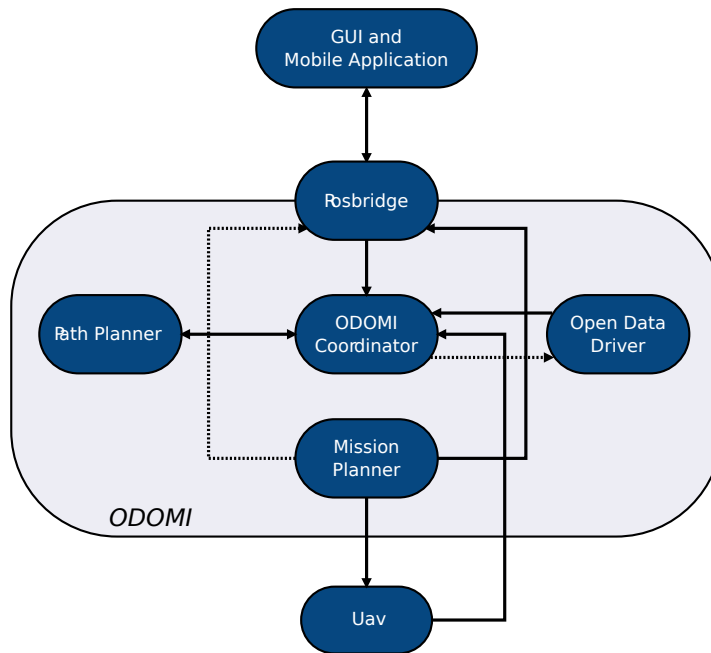 GUI and
Mobile Application
Rosbridge
Path Planner
ODOMI
Coordinator
Open Data
Driver
Mission
Planner
ODOMI
Uav